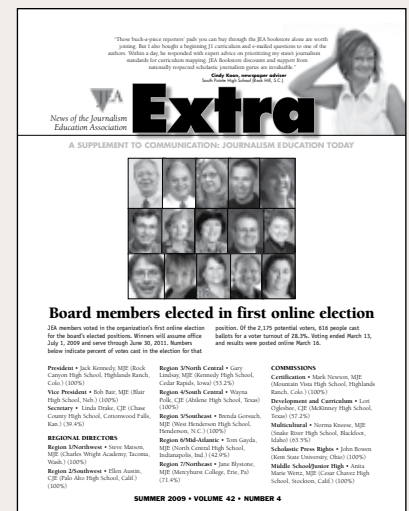 "Those buck-a-piece reporters' pads you can buy through the JEA bookstore alone are worth
joining. But I also bought a beginning J1 curriculum and e-mailed questions to one of the
authors. Within a day, he responded with expert advice on prioritizing my state's journalism
standards for curriculum mapping. JEA Bookstore discounts and support from
nationally respected scholastic journalism gurus are invaluable."
Cindy Koon, newspaper adviser
South Pointe High School (Rock Hill, S.C.)
JEA
Extra
News of the Journalism
Education Association
A SUPPLEMENT TO COMMUNICATION: JOURNALISM EDUCATION TODAY
Board members elected in first online election
JEA members voted in the organization's first online election
for the board's elected positions. Winners will assume office
July 1, 2009 and serve through June 30, 2011. Numbers
below indicate percent of votes cast in the election for that
position. Of the 2,175 potential voters, 616 people cast
ballots for a voter turnout of 28.3%. Voting ended March 13,
and results were posted online March 16.
President • Jack Kennedy, MJE (Rock
Canyon High School, Highlands Ranch,
Colo.) (100%)
Vice President • Bob Bair, MJE (Blair
High School, Neb.) (100%)
Secretary • Linda Drake, CJE (Chase
County High School, Cottonwood Falls,
Kan.) (39.4%)
REGIONAL DIRECTORS
Region 1/Northwest • Steve Matson,
MJE (Charles Wright Academy, Tacoma,
Wash.) (100%)
Region 2/Southwest • Ellen Austin,
CJE (Palo Alto High School, Calif.)
(100%)
Region 3/North Central • Gary
Lindsay, MJE (Kennedy High School,
Cedar Rapids, Iowa) (53.2%)
Region 4/South Central • Wayna
Polk, CJE (Abilene High School, Texas)
(100%)
Region 5/Southeast • Brenda Gorsuch,
MJE (West Henderson High School,
Henderson, N.C.) (100%)
Region 6/Mid-Atlantic • Tom Gayda,
MJE (North Central High School,
Indianapolis, Ind.) (42.9%)
Region 7/Northeast • Jane Blystone,
MJE (Mercyhurst College, Erie, Pa)
(71.4%)
COMMISSIONS
Certification • Mark Newton, MJE
(Mountain Vista High School, Highlands
Ranch, Colo.) (100%)
Development and Curriculum • Lori
Oglesbee, CJE (McKinney High School,
Texas) (57.2%)
Multicultural • Norma Kneese, MJE
(Snake River High School, Blackfoot,
Idaho) (63.5%)
Scholastic Press Rights • John Bowen
(Kent State University, Ohio) (100%)
Middle School/Junior High • Anita
Marie Wertz, MJE (Cesar Chavez High
School, Stockton, Calif.) (100%)
SUMMER 2009 • VOLUME 42 • NUMBER 4